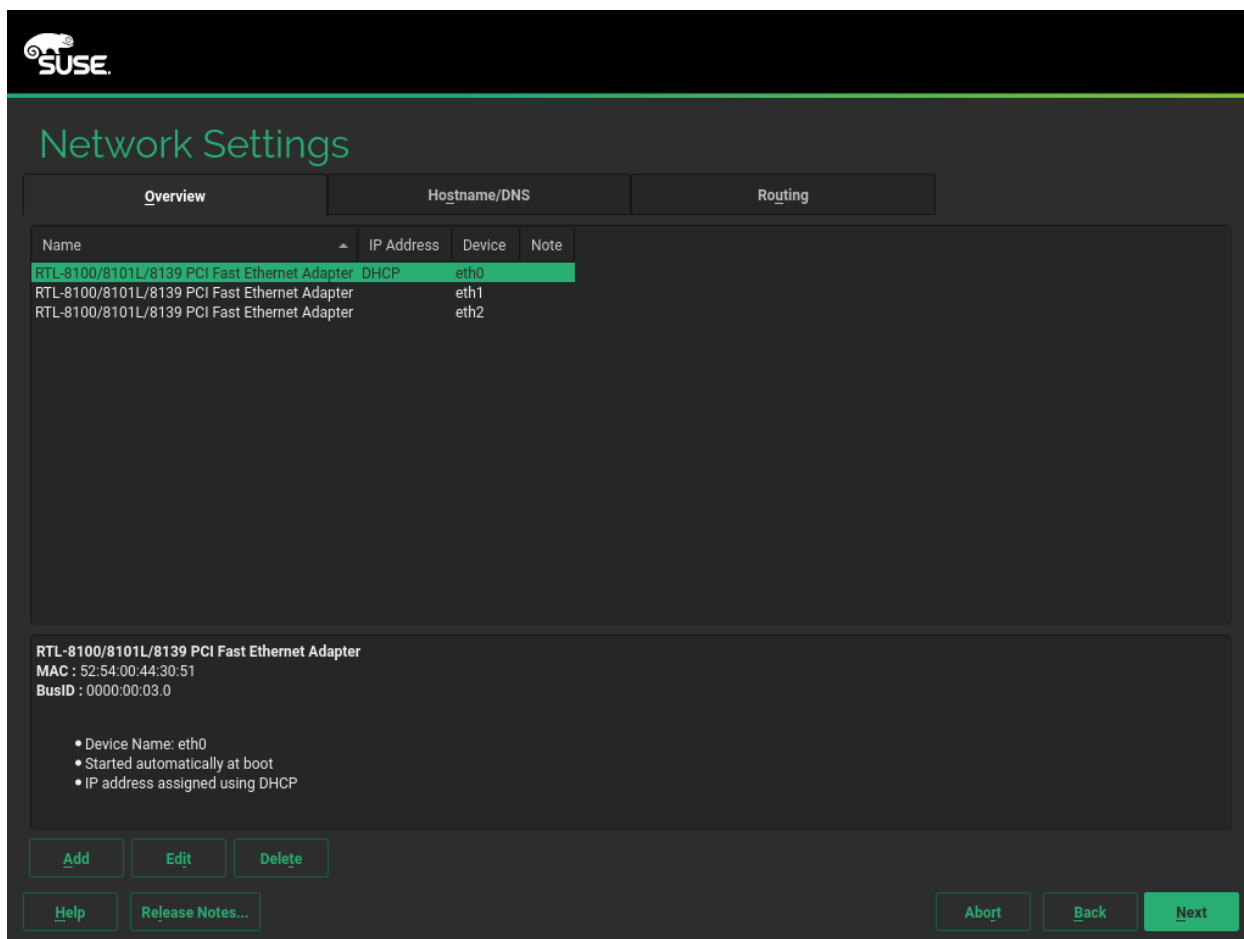 SUSE.
Network Settings
Overview Hostname/DNS Routing
Name IP Address Device Note
RTL-8100/8101L/8139 PCI Fast Ethernet Adapter DHCP eth0
RTL-8100/8101L/8139 PCI Fast Ethernet Adapter eth1
RTL-8100/8101L/8139 PCI Fast Ethernet Adapter eth2
RTL-8100/8101L/8139 PCI Fast Ethernet Adapter
MAC : 52:54:00:44:30:51
BusID : 0000:00:03.0
• Device Name: eth0
• Started automatically at boot
• IP address assigned using DHCP
Add Edit Delete
Help Release Notes... Abort Back Next